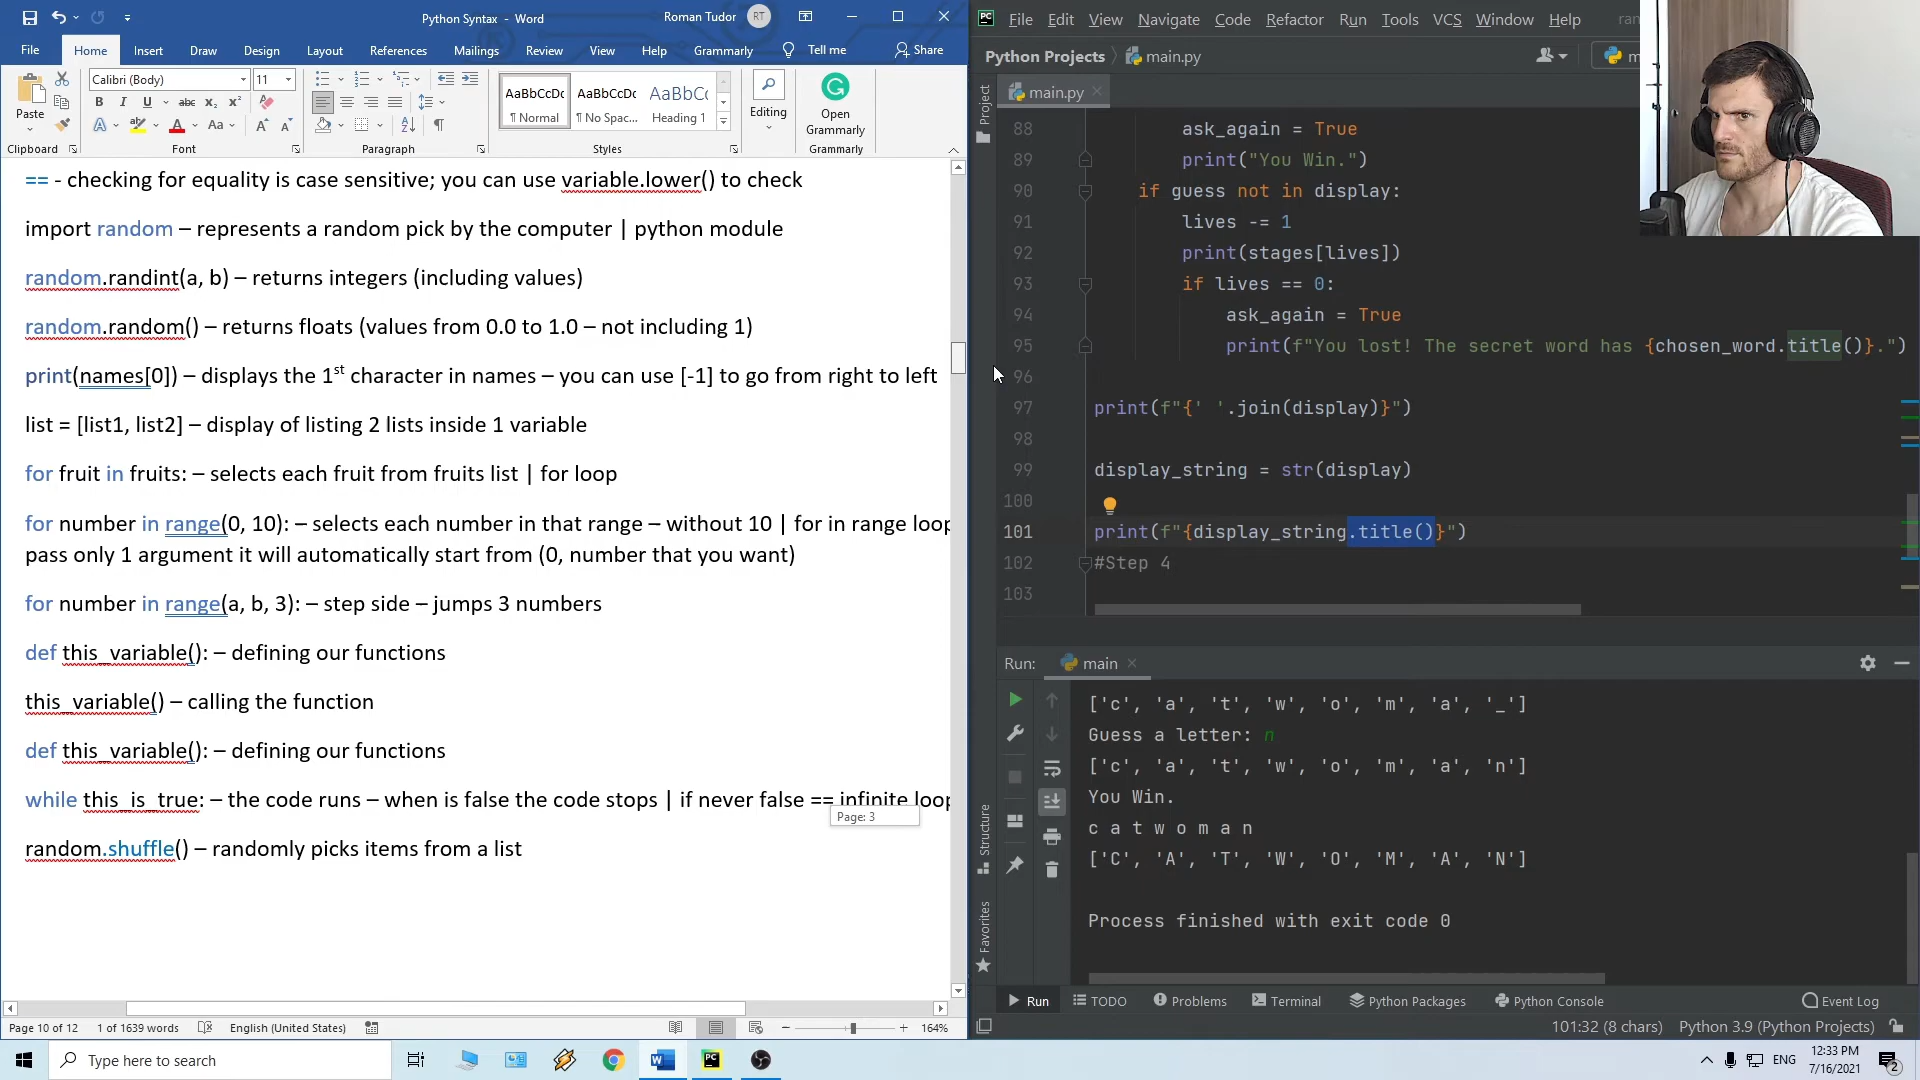 Python Syntax - Word
Roman Tudor
RT
File
Home
Insert
Draw
Design
Layout
References
Mailings
Review
View
Help
Grammarly
Tell me
Share
Paste
Calibri (Body)
11
AaBbCcDc
AaBbCcDc
AaBbCc
¶ Normal
¶ No Spac...
Heading 1
Editing
Open
Grammarly
Clipboard
Font
Paragraph
Styles
Grammarly
== - checking for equality is case sensitive; you can use variable.lower() to check
import random – represents a random pick by the computer | python module
random.randint(a, b) – returns integers (including values)
random.random() – returns floats (values from 0.0 to 1.0 – not including 1)
print(names[0]) – displays the 1st character in names – you can use [-1] to go from right to left
list = [list1, list2] – display of listing 2 lists inside 1 variable
for fruit in fruits: – selects each fruit from fruits list | for loop
for number in range(0, 10): – selects each number in that range – without 10 | for in range loop
pass only 1 argument it will automatically start from (0, number that you want)
for number in range(a, b, 3): – step side – jumps 3 numbers
def this_variable(): – defining our functions
this_variable() – calling the function
def this_variable(): – defining our functions
while this_is_true: – the code runs – when is false the code stops | if never false == infinite loop
Page: 3
random.shuffle() – randomly picks items from a list
Page 10 of 12
1 of 1639 words
English (United States)
164%
File
Edit
View
Navigate
Code
Refactor
Run
Tools
VCS
Window
Help
Python Projects
main.py
main.py
Project
88 ask_again = True
89 print("You Win.")
90 if guess not in display:
91 lives -= 1
92 print(stages[lives])
93 if lives == 0:
94 ask_again = True
95 print(f"You lost! The secret word has {chosen_word.title()}.")
96
97 print(f"{' '.join(display)}")
98
99 display_string = str(display)
100
101 print(f"{display_string.title()}")
102 #Step 4
103
Run:
main
['c', 'a', 't', 'w', 'o', 'm', 'a', '_']
Guess a letter: n
['c', 'a', 't', 'w', 'o', 'm', 'a', 'n']
You Win.
c a t w o m a n
['C', 'A', 'T', 'W', 'O', 'M', 'A', 'N']
Process finished with exit code 0
Structure
Favorites
Run
TODO
Problems
Terminal
Python Packages
Python Console
Event Log
101:32 (8 chars)
Python 3.9 (Python Projects)
Type here to search
ENG
12:33 PM
7/16/2021
2